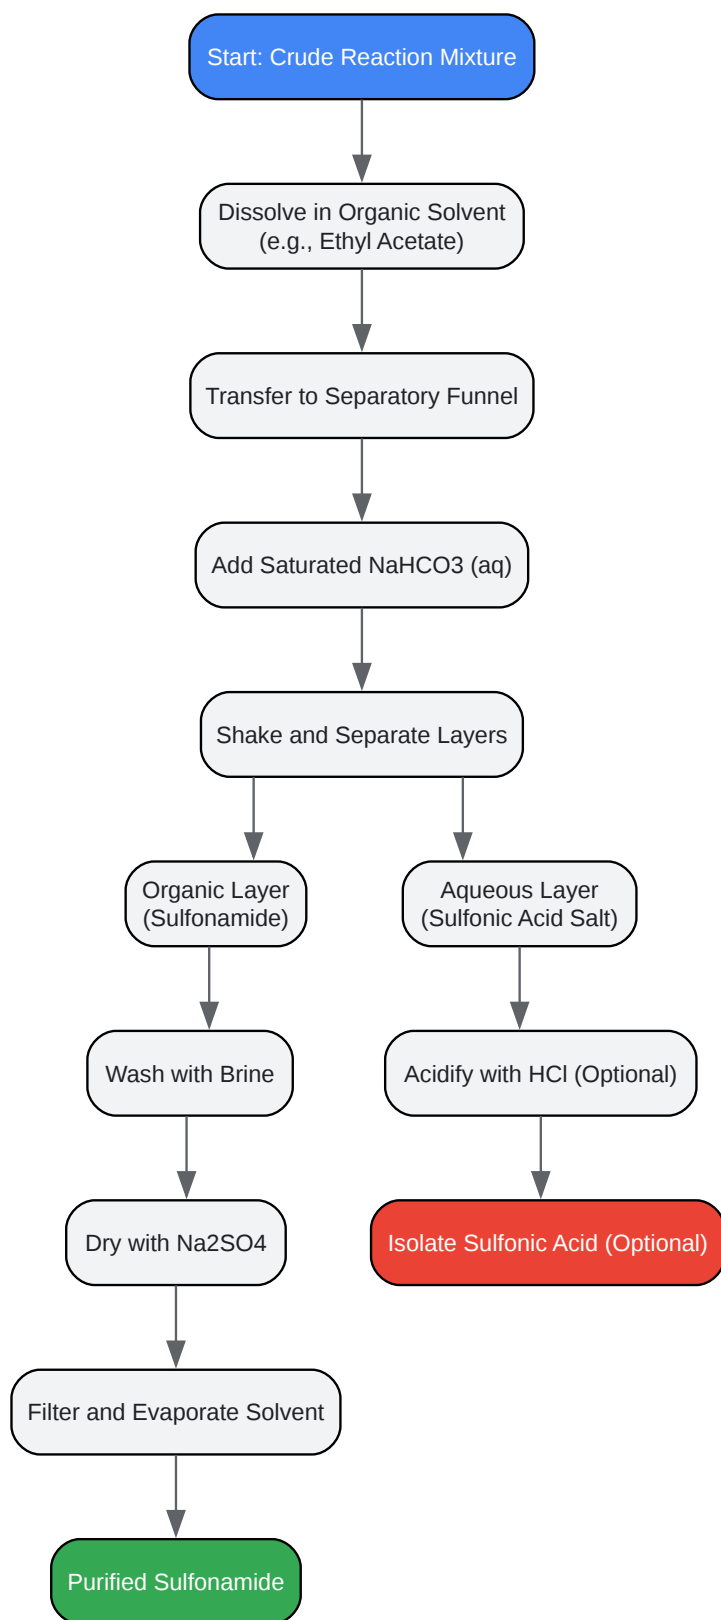 Start: Crude Reaction Mixture
Dissolve in Organic Solvent
(e.g., Ethyl Acetate)
Transfer to Separatory Funnel
Add Saturated NaHCO3 (aq)
Shake and Separate Layers
Organic Layer
(Sulfonamide)
Aqueous Layer
(Sulfonic Acid Salt)
Wash with Brine
Acidify with HCl (Optional)
Dry with Na2SO4
Isolate Sulfonic Acid (Optional)
Filter and Evaporate Solvent
Purified Sulfonamide